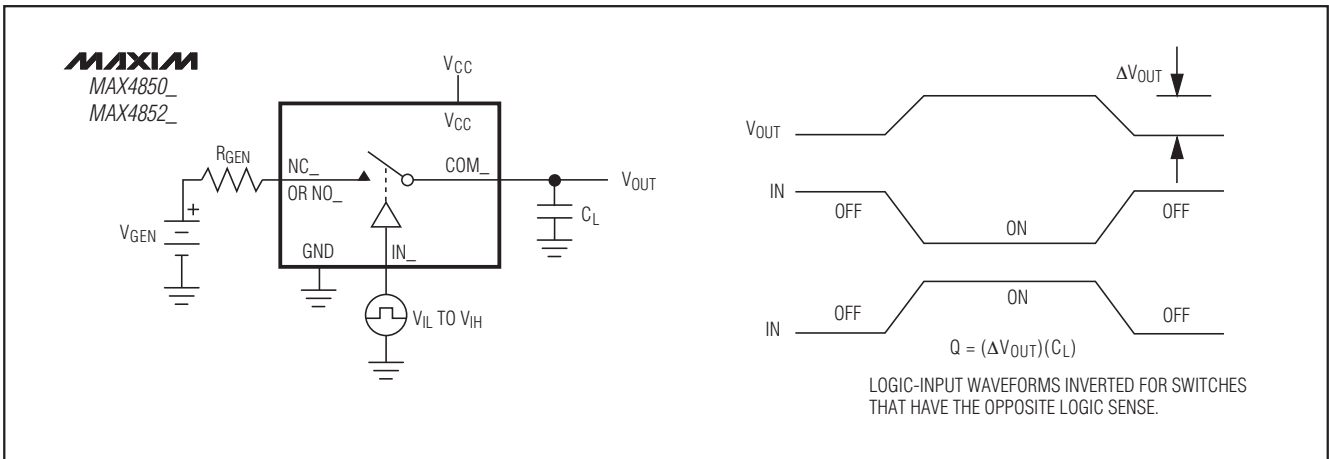 MAXIM
MAX4850_
MAX4852_
VCC
VCC
RGEN
NC_
OR NO_
COM_
VOUT
CL
VGEN
+
GND
IN_
VIL TO VIH
ΔVOUT
VOUT
IN
OFF
ON
OFF
IN
OFF
ON
OFF
Q = (ΔVOUT)(CL)
LOGIC-INPUT WAVEFORMS INVERTED FOR SWITCHES
THAT HAVE THE OPPOSITE LOGIC SENSE.